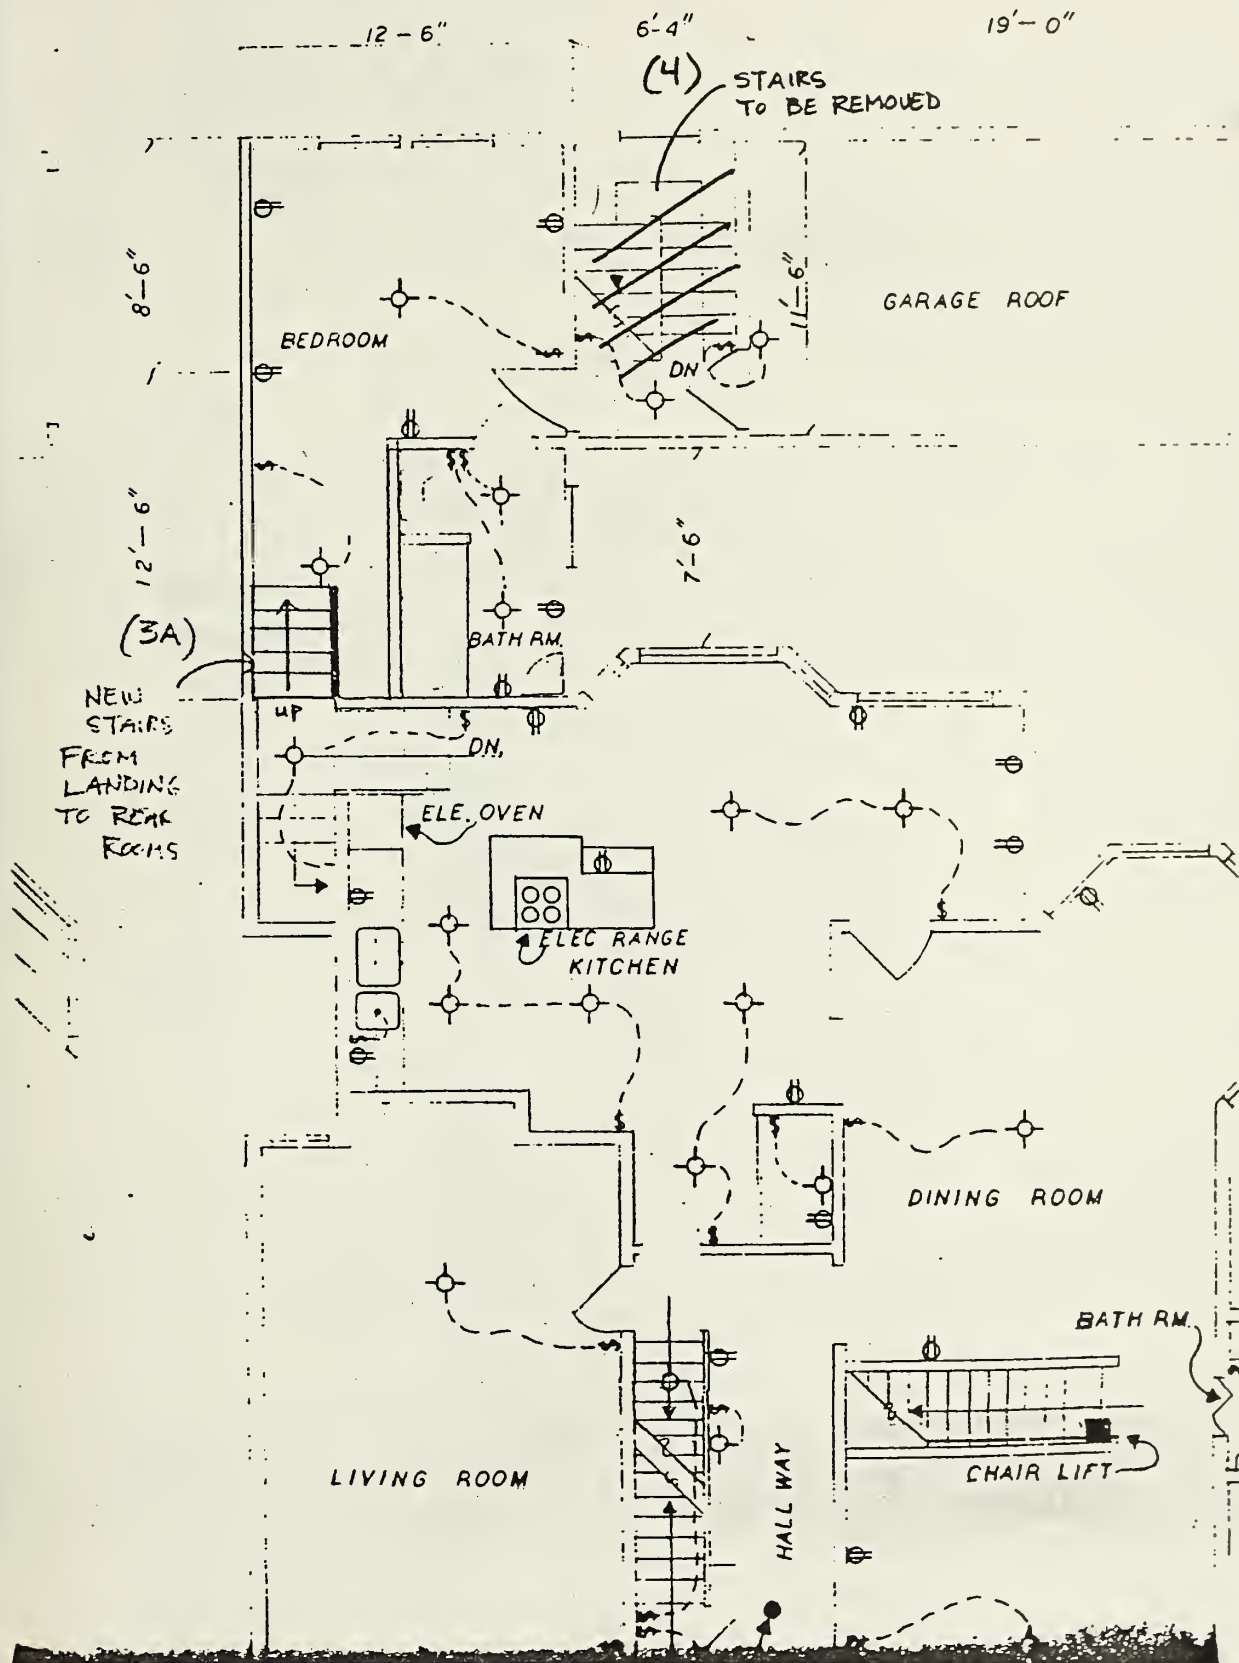 12-6"
6'-4"
19'-0"
(4)
STAIRS
TO BE REMOVED
8'-6"
11'-6"
GARAGE ROOF
BEDROOM
DN
12'-6"
7'-6"
(3A)
BATH RM.
NEW
STAIRS
FROM
LANDING
TO REAR
ROOMS
UP
DN,
ELE. OVEN
ELEC RANGE
KITCHEN
DINING ROOM
BATH RM.
LIVING ROOM
HALL WAY
CHAIR LIFT